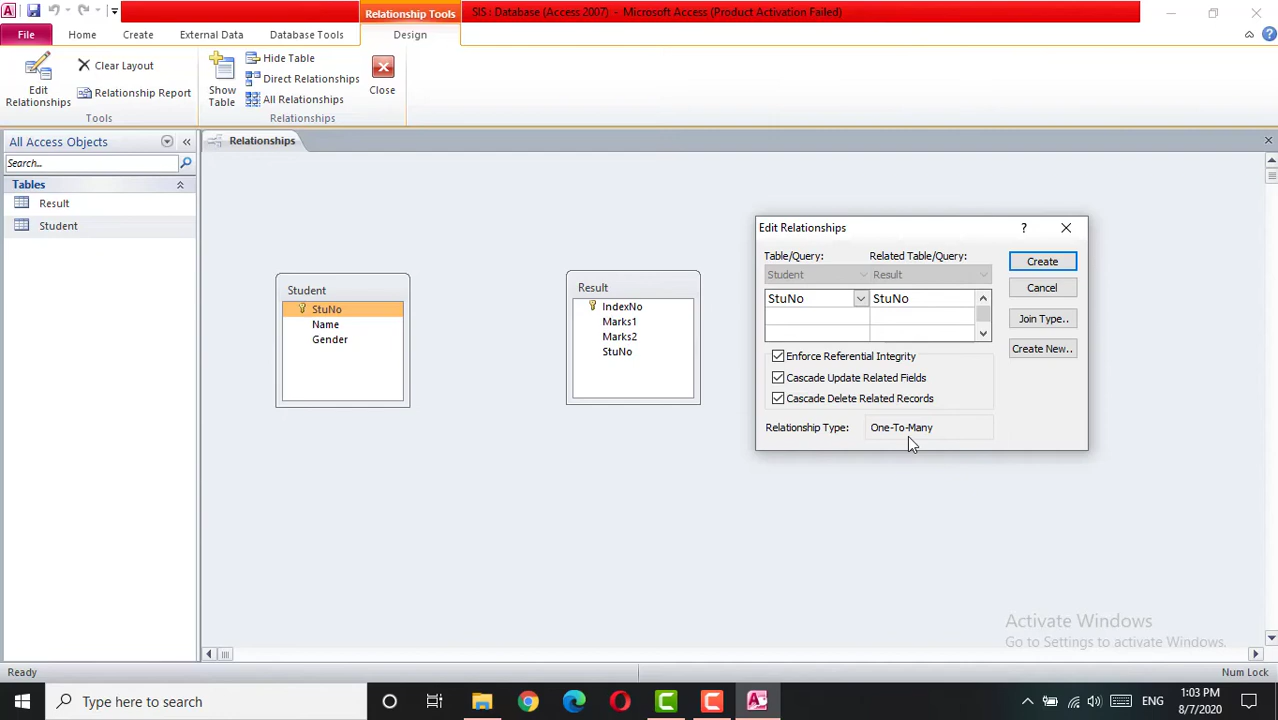 Relationship Tools
SIS : Database (Access 2007) - Microsoft Access (Product Activation Failed)
File Home Create External Data Database Tools Design
Edit Relationships
Clear Layout
Relationship Report
Tools
Show Table
Hide Table
Direct Relationships
All Relationships
Close
Relationships
All Access Objects
Search...
Tables
Result
Student
Relationships
Student
StuNo
Name
Gender
Result
IndexNo
Marks1
Marks2
StuNo
Edit Relationships
?
Table/Query: Related Table/Query:
Student Result
StuNo StuNo
Enforce Referential Integrity
Cascade Update Related Fields
Cascade Delete Related Records
Relationship Type: One-To-Many
Create
Cancel
Join Type..
Create New..
Activate Windows
Go to Settings to activate Windows.
Ready Num Lock
Type here to search
ENG
1:03 PM
8/7/2020